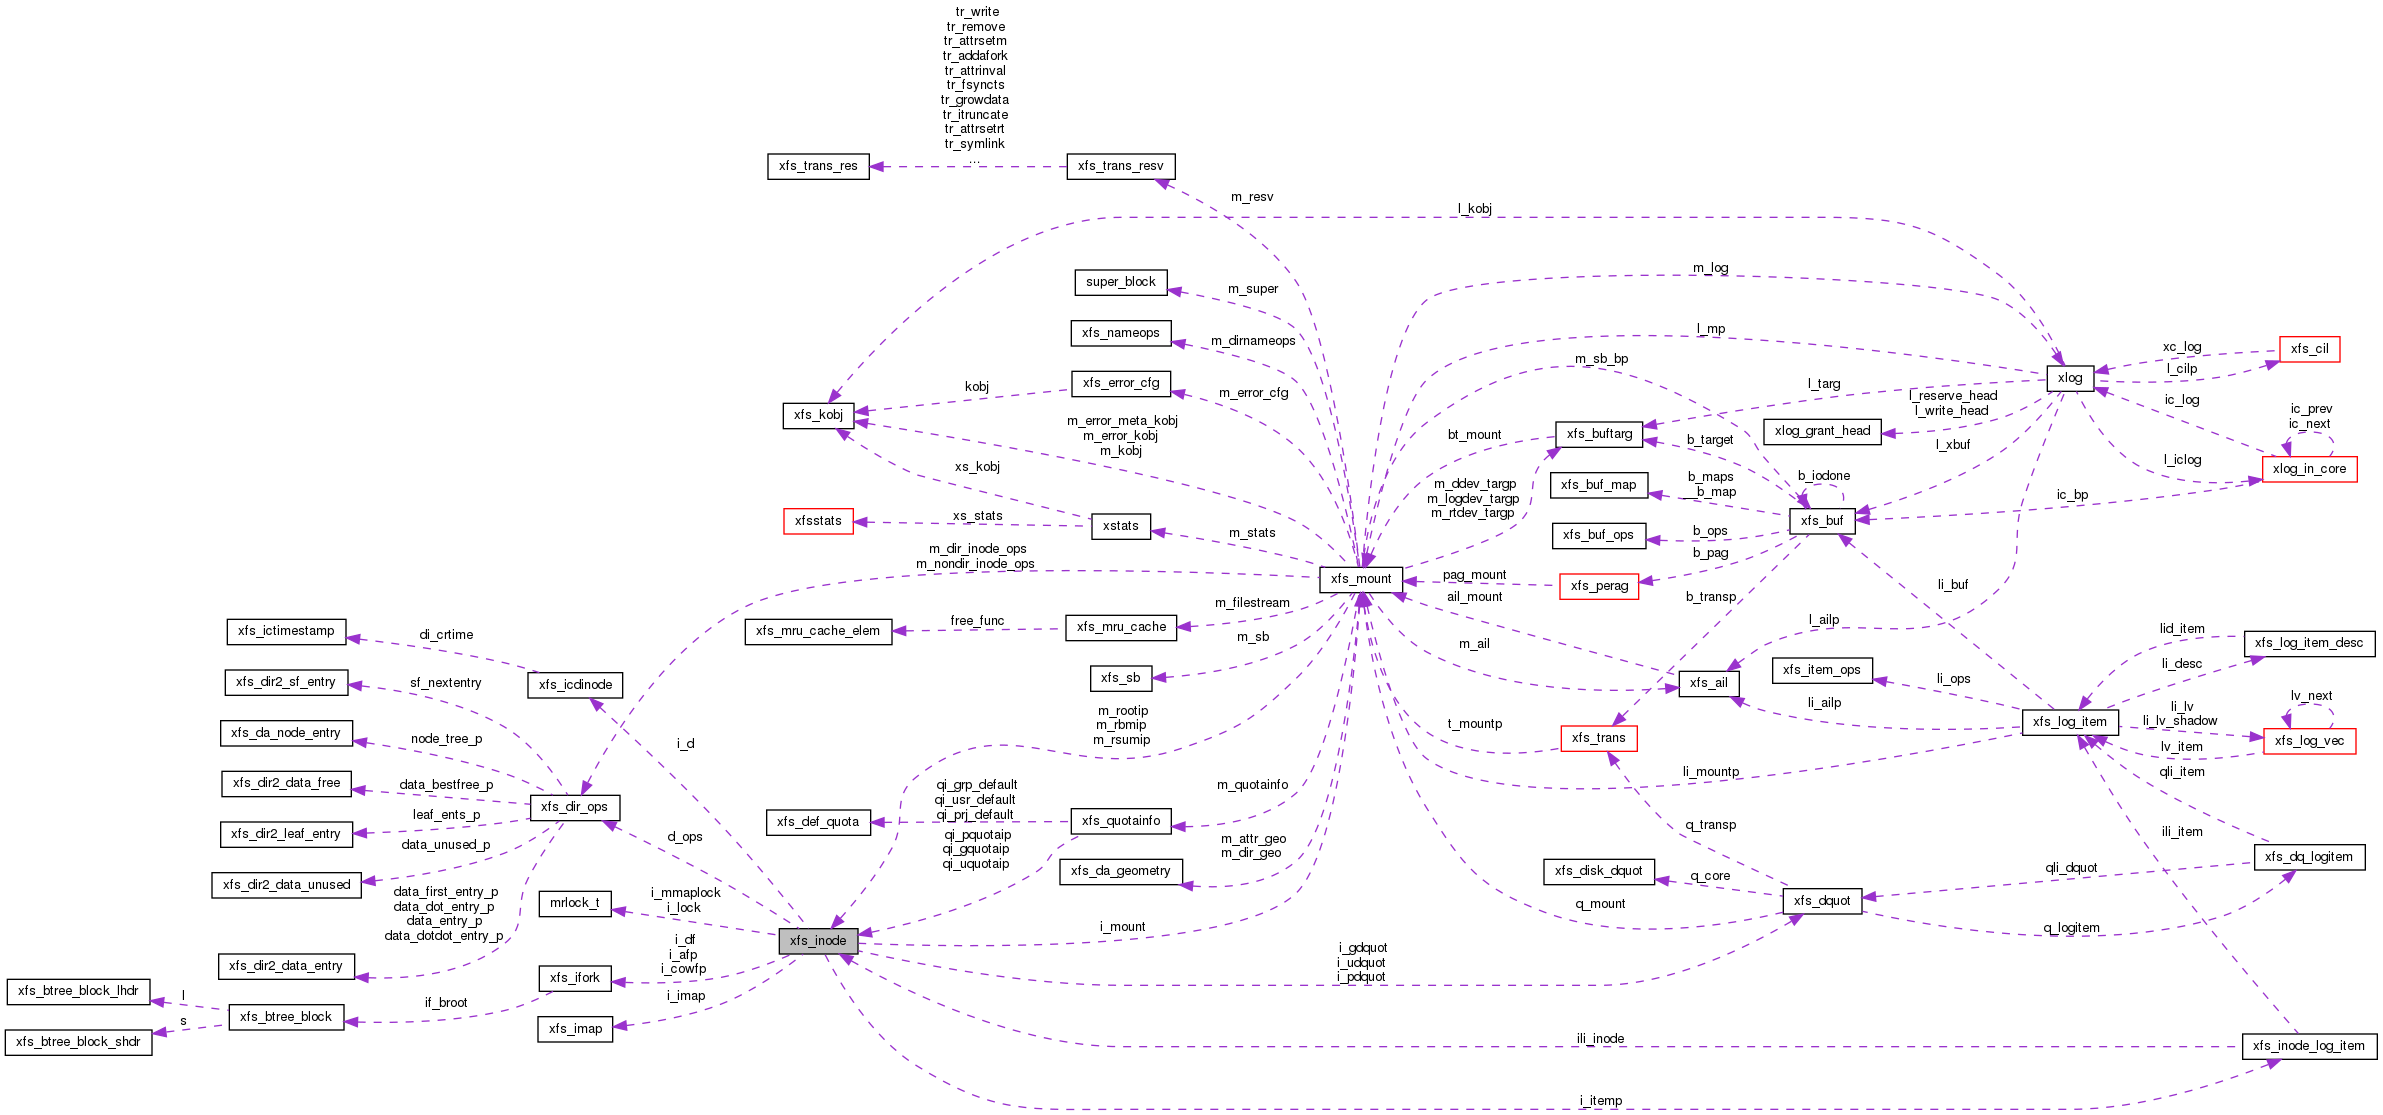 tr_write
tr_remove
tr_attrsetm
tr_addafork
tr_attrinval
tr_fsyncts
tr_growdata
tr_itruncate
tr_attrsetrt
tr_symlink
...
xfs_trans_res
xfs_trans_resv
m_resv
l_kobj
super_block
m_super
m_log
xfs_nameops
m_dirnameops
l_mp
m_sb_bp
xc_log
xfs_cil
l_cilp
xlog
kobj
xfs_error_cfg
m_error_cfg
l_targ
l_reserve_head
l_write_head
ic_log
ic_prev
ic_next
xfs_kobj
m_error_meta_kobj
m_error_kobj
m_kobj
bt_mount
xfs_buftarg
b_target
xlog_grant_head
l_xbuf
l_iclog
xlog_in_core
xs_kobj
m_ddev_targp
m_logdev_targp
m_rtdev_targp
xfs_buf_map
b_maps
__b_map
b_iodone
ic_bp
xfsstats
xs_stats
xstats
m_stats
xfs_buf_ops
b_ops
xfs_buf
m_dir_inode_ops
m_nondir_inode_ops
b_pag
xfs_mount
pag_mount
xfs_perag
li_buf
ail_mount
b_transp
l_ailp
xfs_ictimestamp
di_crtime
xfs_mru_cache_elem
free_func
xfs_mru_cache
m_filestream
m_sb
m_ail
lid_item
xfs_log_item_desc
xfs_dir2_sf_entry
sf_nextentry
xfs_icdinode
xfs_sb
xfs_ail
xfs_item_ops
li_ops
li_desc
li_ailp
lv_next
xfs_da_node_entry
node_tree_p
i_d
m_rootip
m_rbmip
m_rsumip
t_mountp
xfs_trans
xfs_log_item
li_lv
li_lv_shadow
lv_item
xfs_log_vec
xfs_dir2_data_free
data_bestfree_p
m_quotainfo
li_mountp
qli_item
xfs_dir_ops
qi_grp_default
qi_usr_default
qi_prj_default
xfs_dir2_leaf_entry
leaf_ents_p
d_ops
xfs_def_quota
xfs_quotainfo
q_transp
ili_item
data_unused_p
qi_pquotaip
qi_gquotaip
qi_uquotaip
m_attr_geo
m_dir_geo
xfs_dq_logitem
xfs_dir2_data_unused
xfs_da_geometry
xfs_disk_dquot
q_core
qli_dquot
data_first_entry_p
data_dot_entry_p
data_entry_p
data_dotdot_entry_p
mrlock_t
i_mmaplock
i_lock
q_mount
xfs_dquot
q_logitem
xfs_inode
i_mount
xfs_dir2_data_entry
i_df
i_afp
i_cowfp
i_gdquot
i_udquot
i_pdquot
xfs_ifork
xfs_btree_block_lhdr
l
if_broot
i_imap
xfs_btree_block
s
xfs_imap
xfs_btree_block_shdr
ili_inode
xfs_inode_log_item
i_itemp